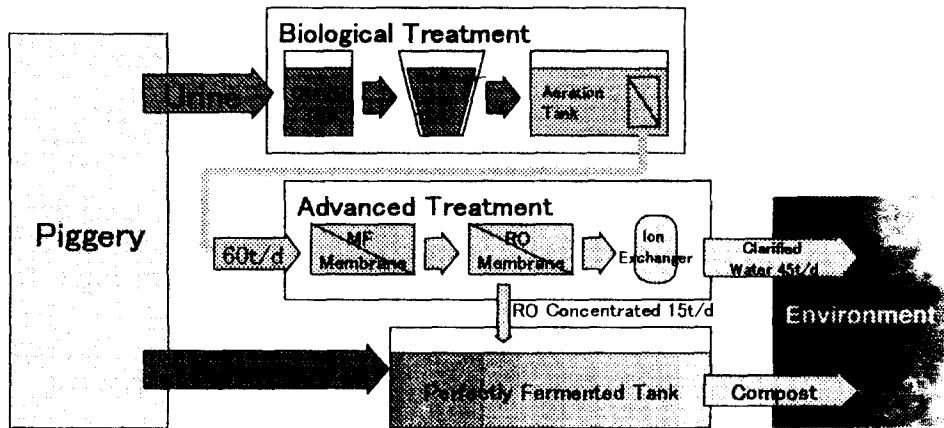 Biological Treatment
Urine
Aeration
Tank
Piggery
Advanced Treatment
60t/d
MF
Membrane
RO
Membrane
Ion
Exchanger
Clarified
Water 45t/d
RO Concentrated 15t/d
Environment
Perfectly Fermented Tank
Compost